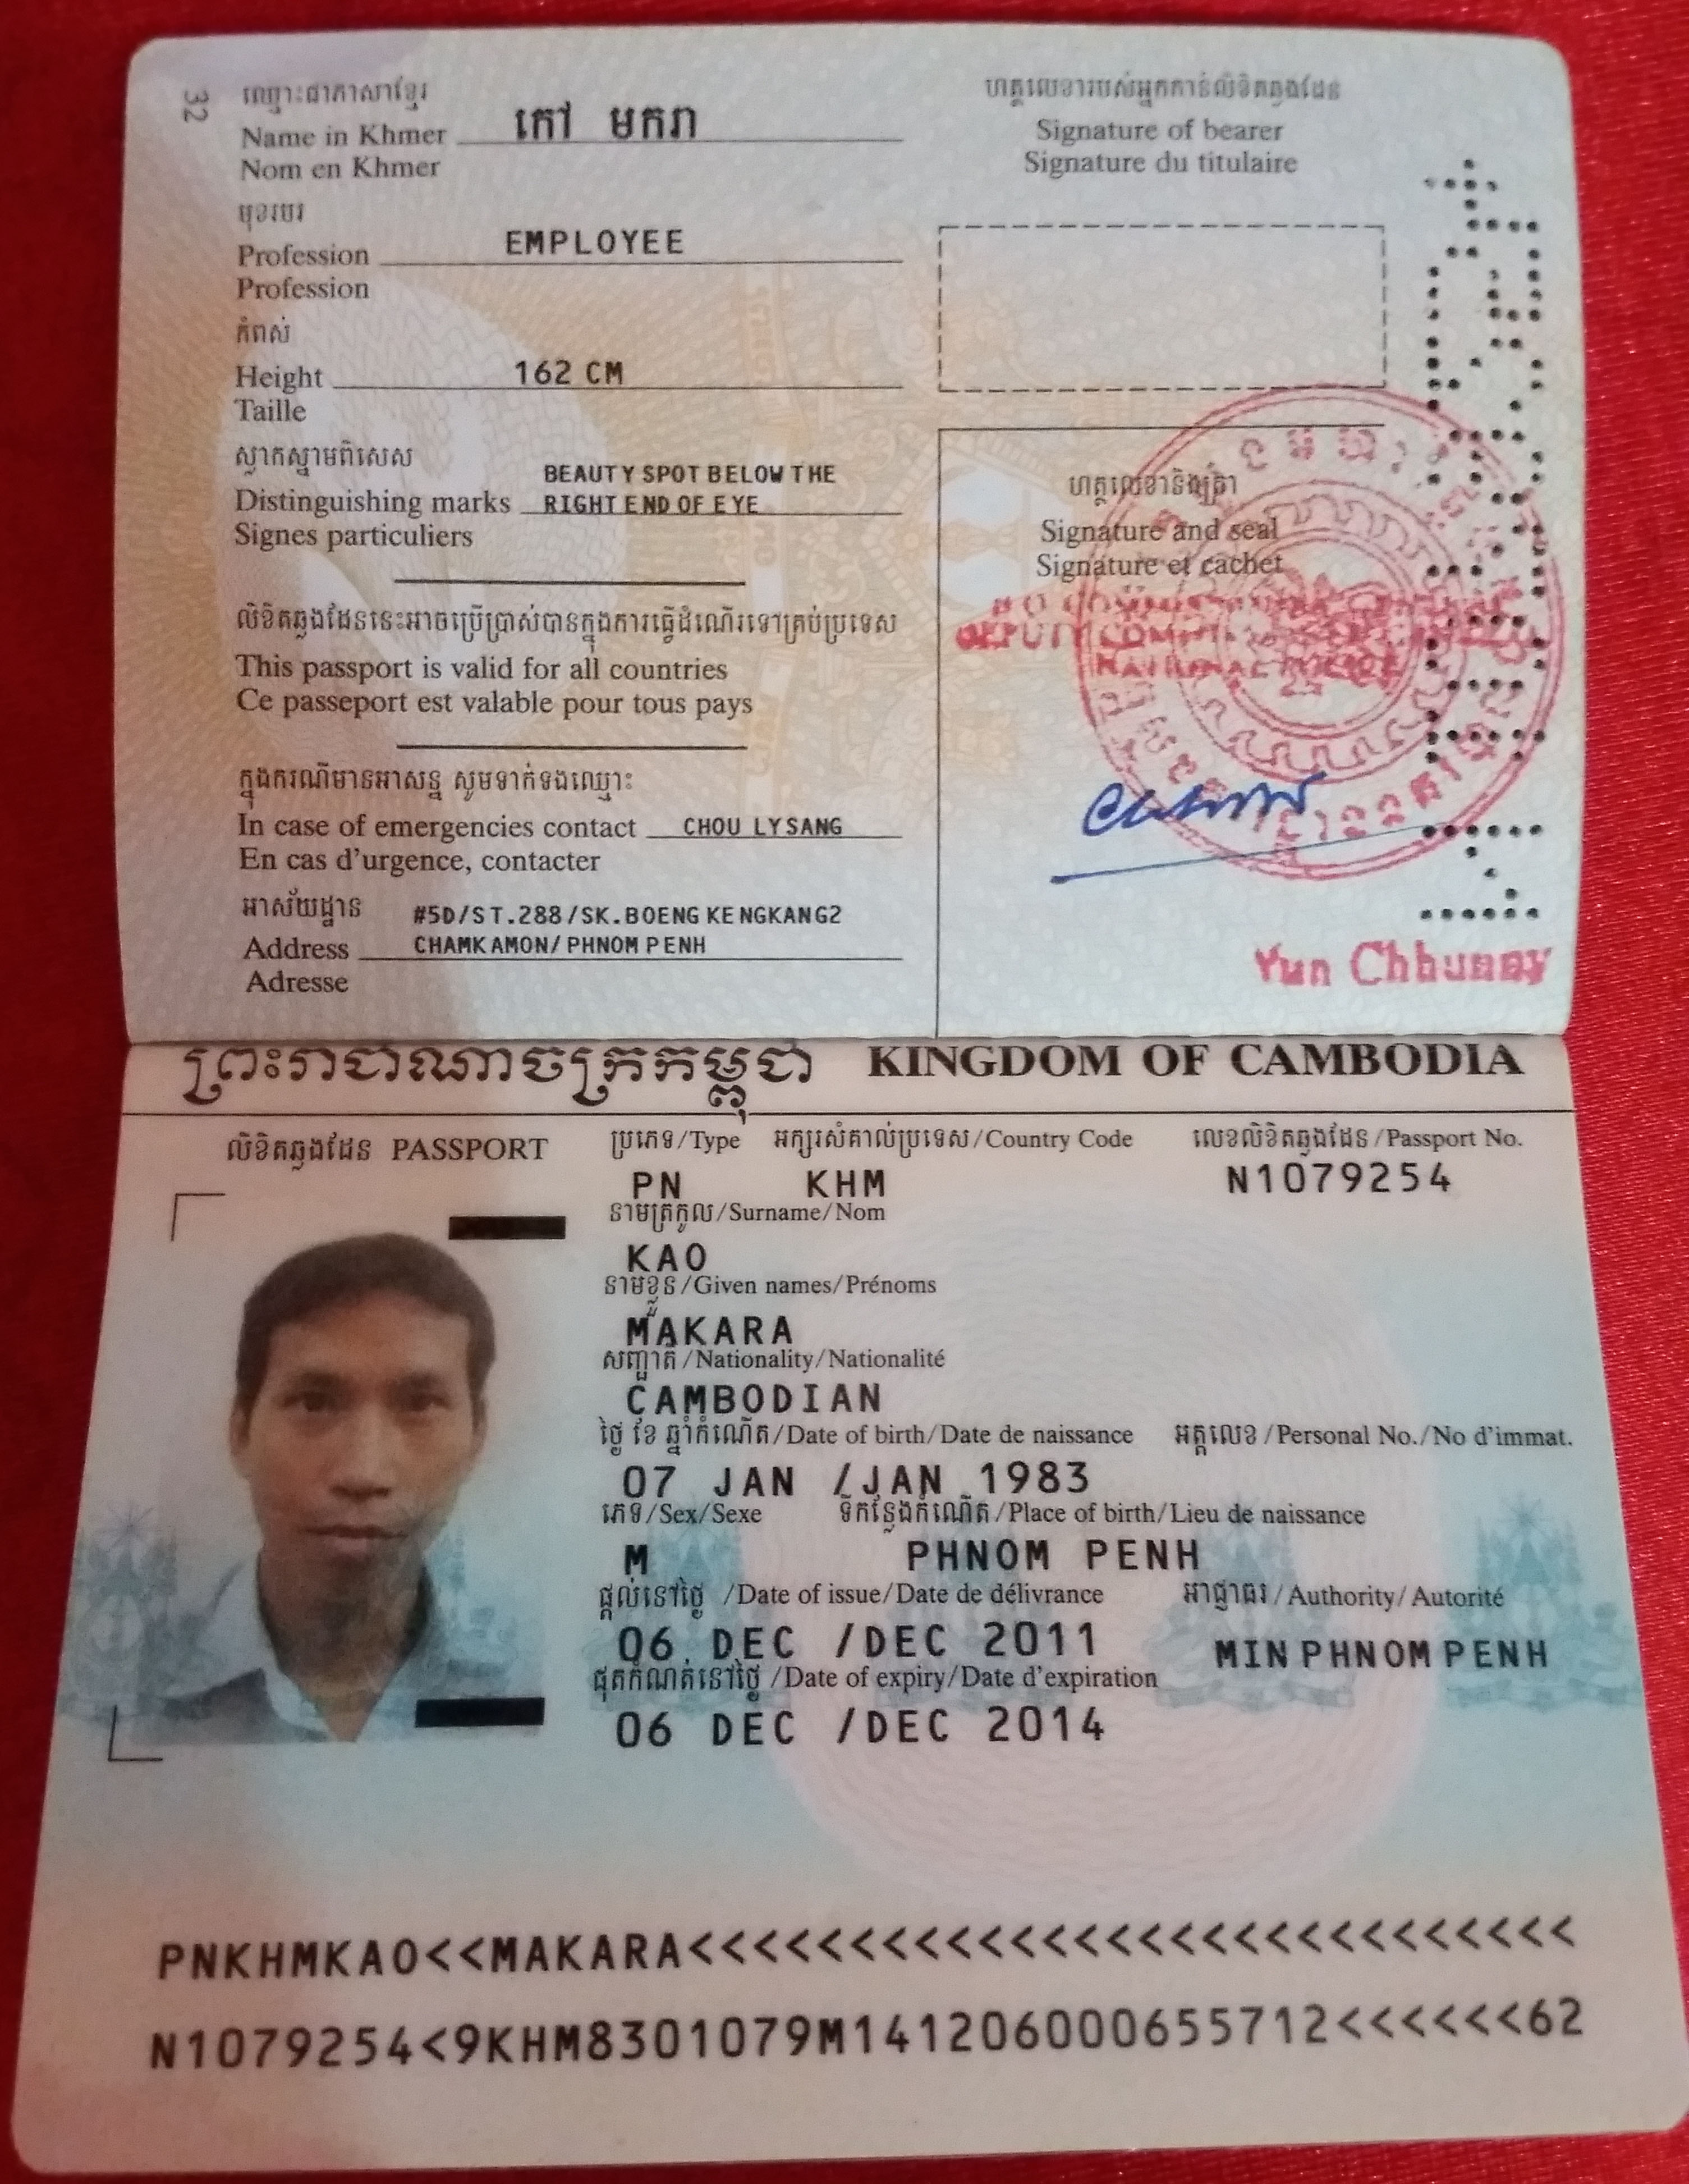 32
ឈ្មោះជាភាសាខ្មែរ
Name in Khmer កៅ មករា
Nom en Khmer
មុខរបរ
Profession EMPLOYEE
Profession
កំពស់
Height 162 CM
Taille
ស្លាកស្នាមពិសេស
BEAUTY SPOT BELOW THE
Distinguishing marks RIGHT END OF EYE
Signes particuliers
លិខិតឆ្លងដែននេះអាចប្រើប្រាស់បានក្នុងការធ្វើដំណើរទៅគ្រប់ប្រទេស
This passport is valid for all countries
Ce passeport est valable pour tous pays
ក្នុងករណីមានអាសន្ន សូមទាក់ទងឈ្មោះ
In case of emergencies contact CHOU LYSANG
En cas d'urgence, contacter
អាស័យដ្ឋាន #5D/ST.288/SK.BOENG KENGKANG2
Address CHAMKAMON/PHNOM PENH
Adresse
ហត្ថលេខារបស់អ្នកកាន់លិខិតឆ្លងដែន
Signature of bearer
Signature du titulaire
ហត្ថលេខានិងត្រា
Signature and seal
Signature et cachet
DEPUTY
NATIONAL POLICE
Yun Chhunny
ព្រះរាជាណាចក្រកម្ពុជា KINGDOM OF CAMBODIA
លិខិតឆ្លងដែន PASSPORT ប្រភេទ/Type អក្សរសំគាល់ប្រទេស/Country Code លេខលិខិតឆ្លងដែន/Passport No.
PN KHM N1079254
នាមត្រកូល/Surname/Nom
KAO
នាមខ្លួន/Given names/Prénoms
MAKARA
សញ្ជាតិ/Nationality/Nationalité
CAMBODIAN
ថ្ងៃ ខែ ឆ្នាំកំណើត/Date of birth/Date de naissance អត្តលេខ/Personal No./No d'immat.
07 JAN /JAN 1983
ភេទ/Sex/Sexe ទីកន្លែងកំណើត/Place of birth/Lieu de naissance
M PHNOM PENH
ផ្តល់នៅថ្ងៃ /Date of issue/Date de délivrance អាជ្ញាធរ/Authority/Autorité
06 DEC /DEC 2011 MIN PHNOM PENH
ផុតកំណត់នៅថ្ងៃ /Date of expiry/Date d'expiration
06 DEC /DEC 2014
PNKHMKAO<<MAKARA<<<<<<<<<<<<<<<<<<<<<<<<<<<<
N1079254<9KHM8301079M141206000655712<<<<<<62